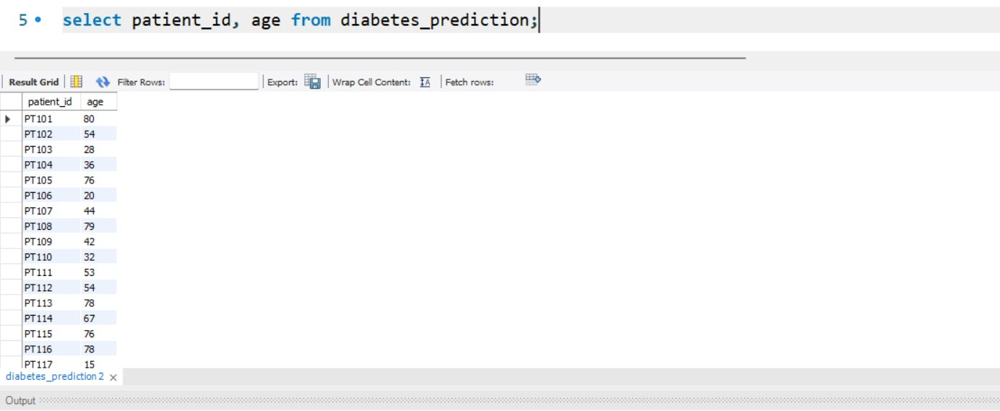 5 select patient_id, age from diabetes_prediction;
Result Grid Filter Rows: Export: Wrap Cell Content: IA Fetch rows:
patient_id age
PT101 80
PT102 54
PT103 28
PT104 36
PT105 76
PT106 20
PT107 44
PT108 79
PT109 42
PT110 32
PT111 53
PT112 54
PT113 78
PT114 67
PT115 76
PT116 78
PT117 15
diabetes_prediction 2 ×
Output